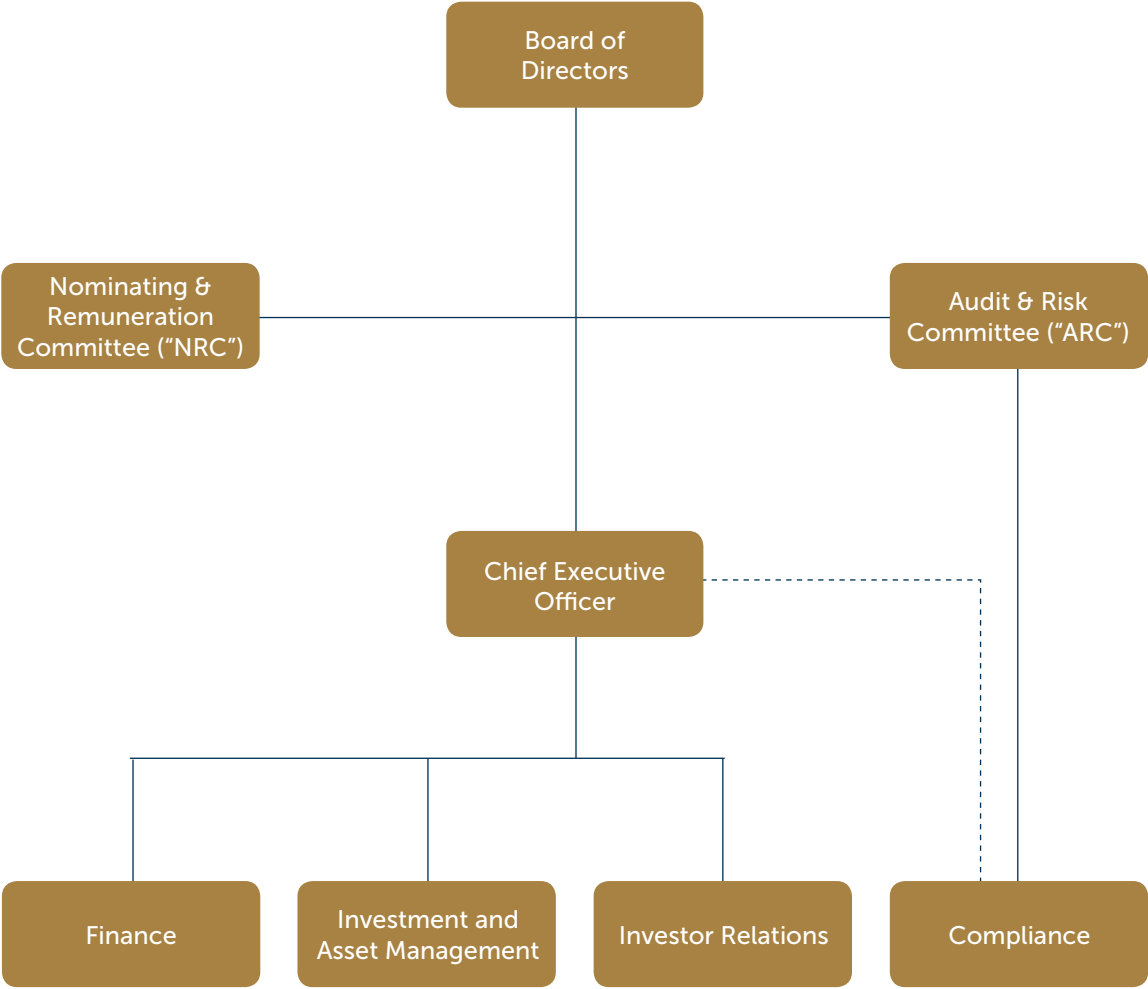 Board of
Directors
Nominating &
Remuneration
Committee (“NRC”)
Audit & Risk
Committee (“ARC”)
Chief Executive
Officer
Finance
Investment and
Asset Management
Investor Relations
Compliance